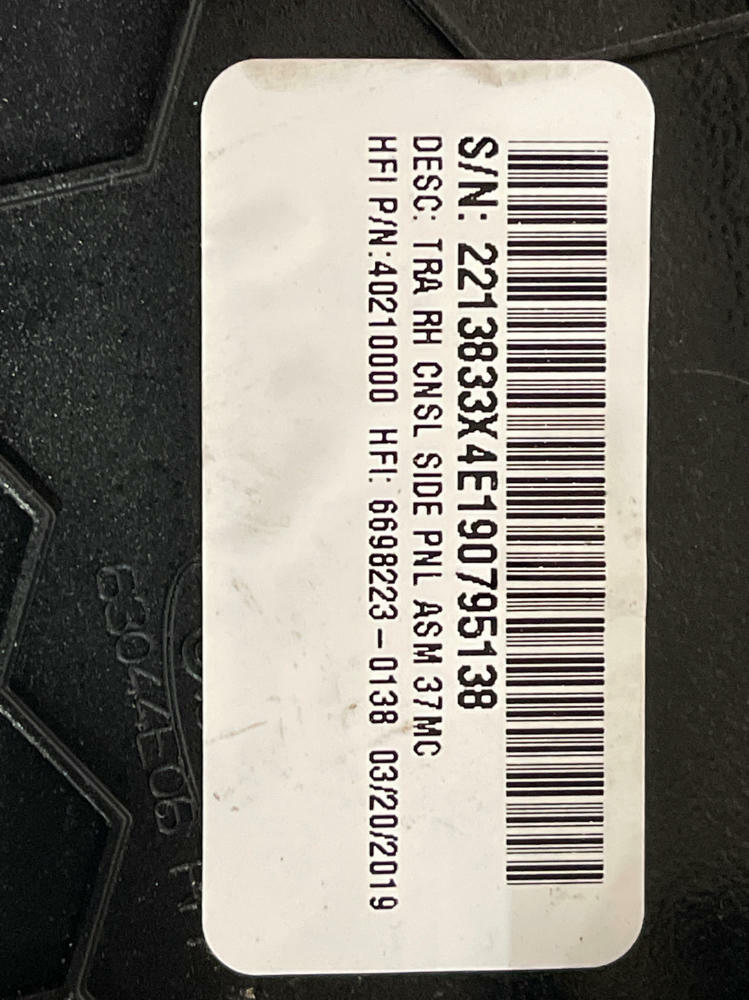 S/N: 2213833X4E190795138
DESC: TRA RH CNSL SIDE PNL ASM 37MC
HFI P/N:40210000 HFI: 6698223-0138 03/20/2019